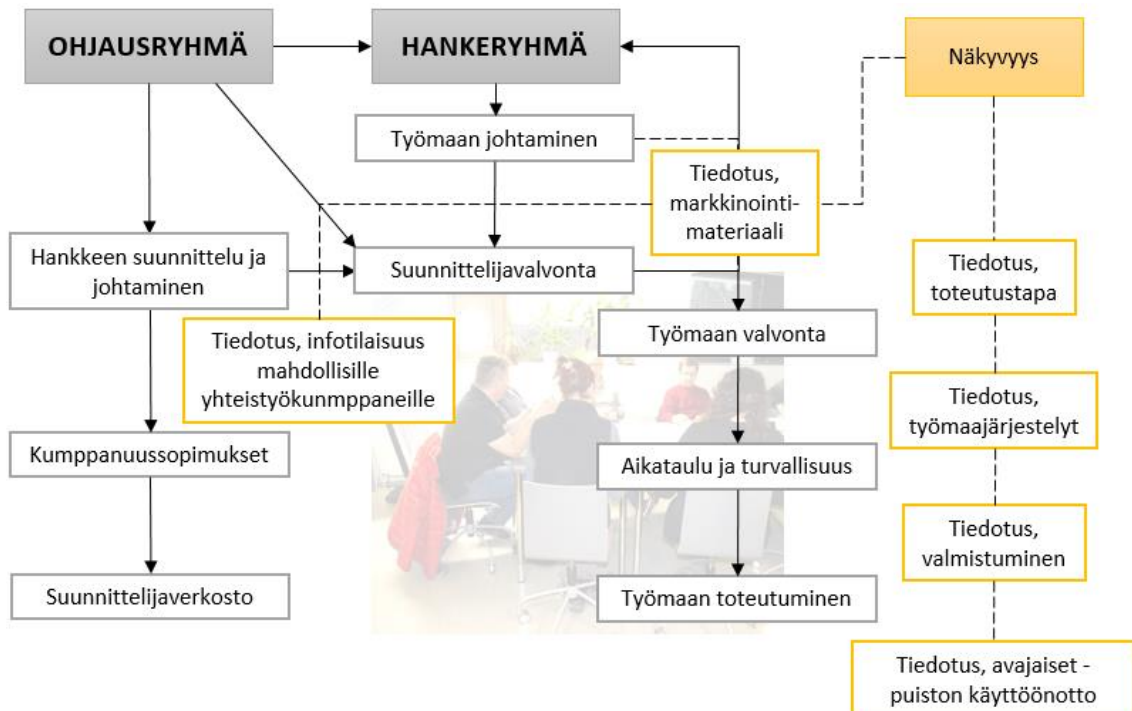 OHJAUSRYHMÄ
HANKERYHMÄ
Näkyvyys
Työmaan johtaminen
Tiedotus,
markkinointi-
materiaali
Hankkeen suunnittelu ja
johtaminen
Suunnittelijavalvonta
Tiedotus,
toteutustapa
Tiedotus, infotilaisuus
mahdollisille
yhteistyökunmppaneille
Työmaan valvonta
Tiedotus,
työmaajärjestelyt
Kumppanuussopimukset
Aikataulu ja turvallisuus
Tiedotus,
valmistuminen
Suunnittelijaverkosto
Työmaan toteutuminen
Tiedotus, avajaiset -
puiston käyttöönotto